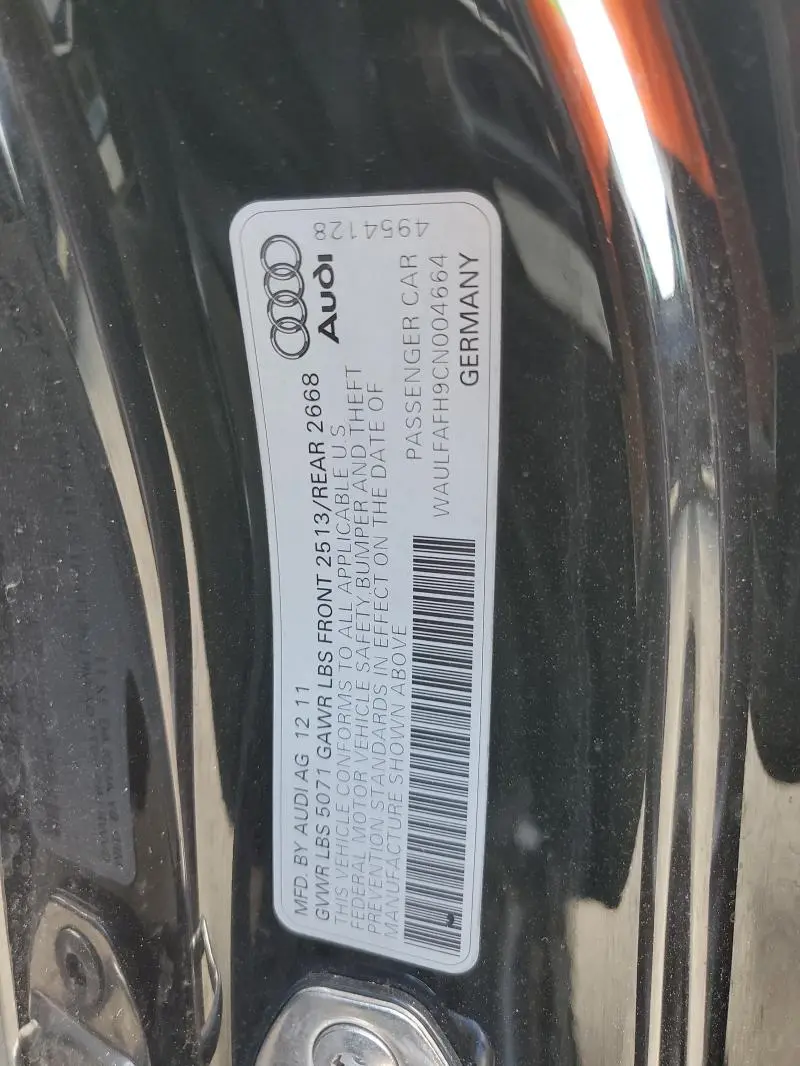 MFD. BY AUDI AG 12 11
GVWR LBS 5071 GAWR LBS FRONT 2513/REAR 2668
THIS VEHICLE CONFORMS TO ALL APPLICABLE U.S.
FEDERAL MOTOR VEHICLE SAFETY, BUMPER AND THEFT
PREVENTION STANDARDS IN EFFECT ON THE DATE OF
MANUFACTURE SHOWN ABOVE
Audi
PASSENGER CAR
WAULFAFH9CN004664
GERMANY
4954128